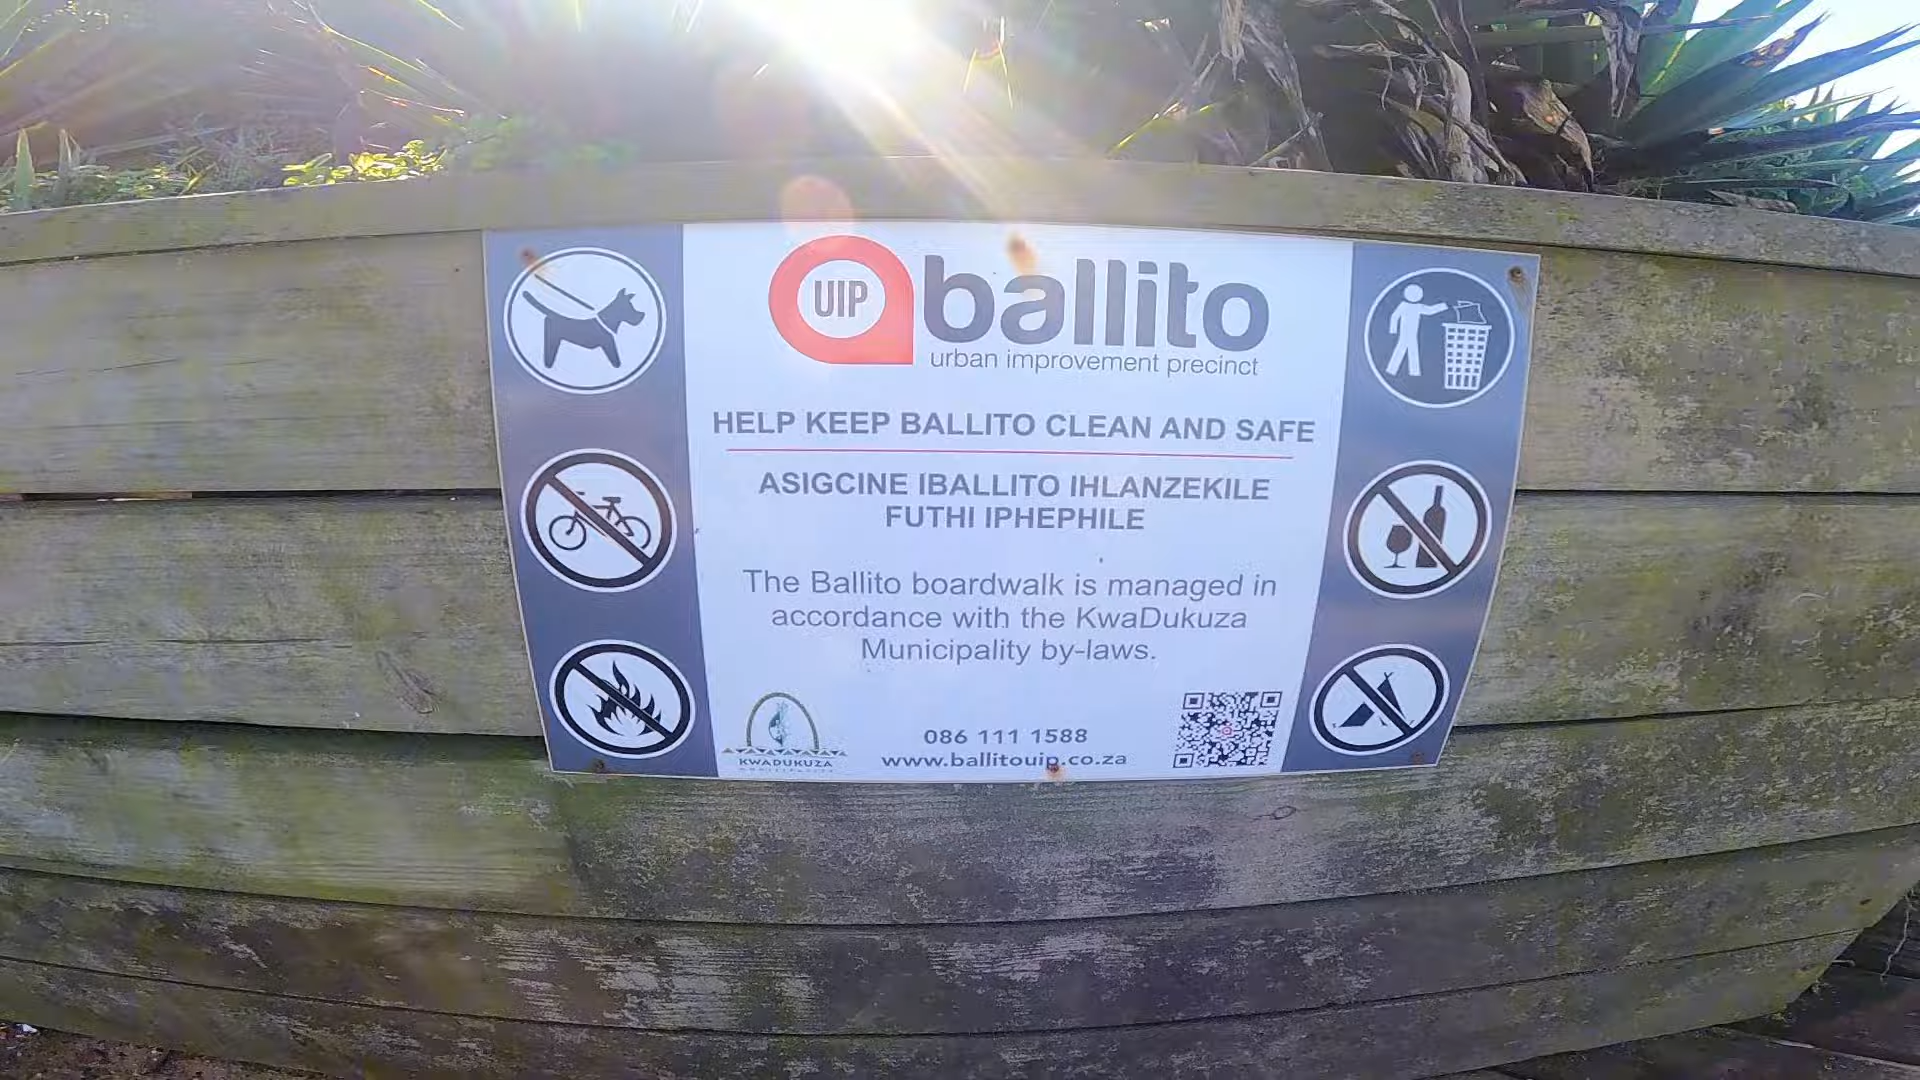 UIP
ballito
urban improvement precinct
HELP KEEP BALLITO CLEAN AND SAFE
ASIGCINE IBALLITO IHLANZEKILE
FUTHI IPHEPHILE
The Ballito boardwalk is managed in
accordance with the KwaDukuza
Municipality by-laws.
KWADUKUZA
MUNICIPALITY
086 111 1588
www.ballitouip.co.za